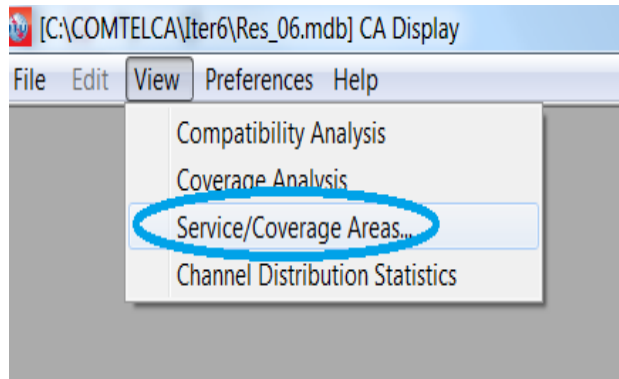 [C:\COMTELCA\Iter6\Res_06.mdb] CA Display
File Edit View Preferences Help
Compatibility Analysis
Coverage Analysis
Service/Coverage Areas...
Channel Distribution Statistics